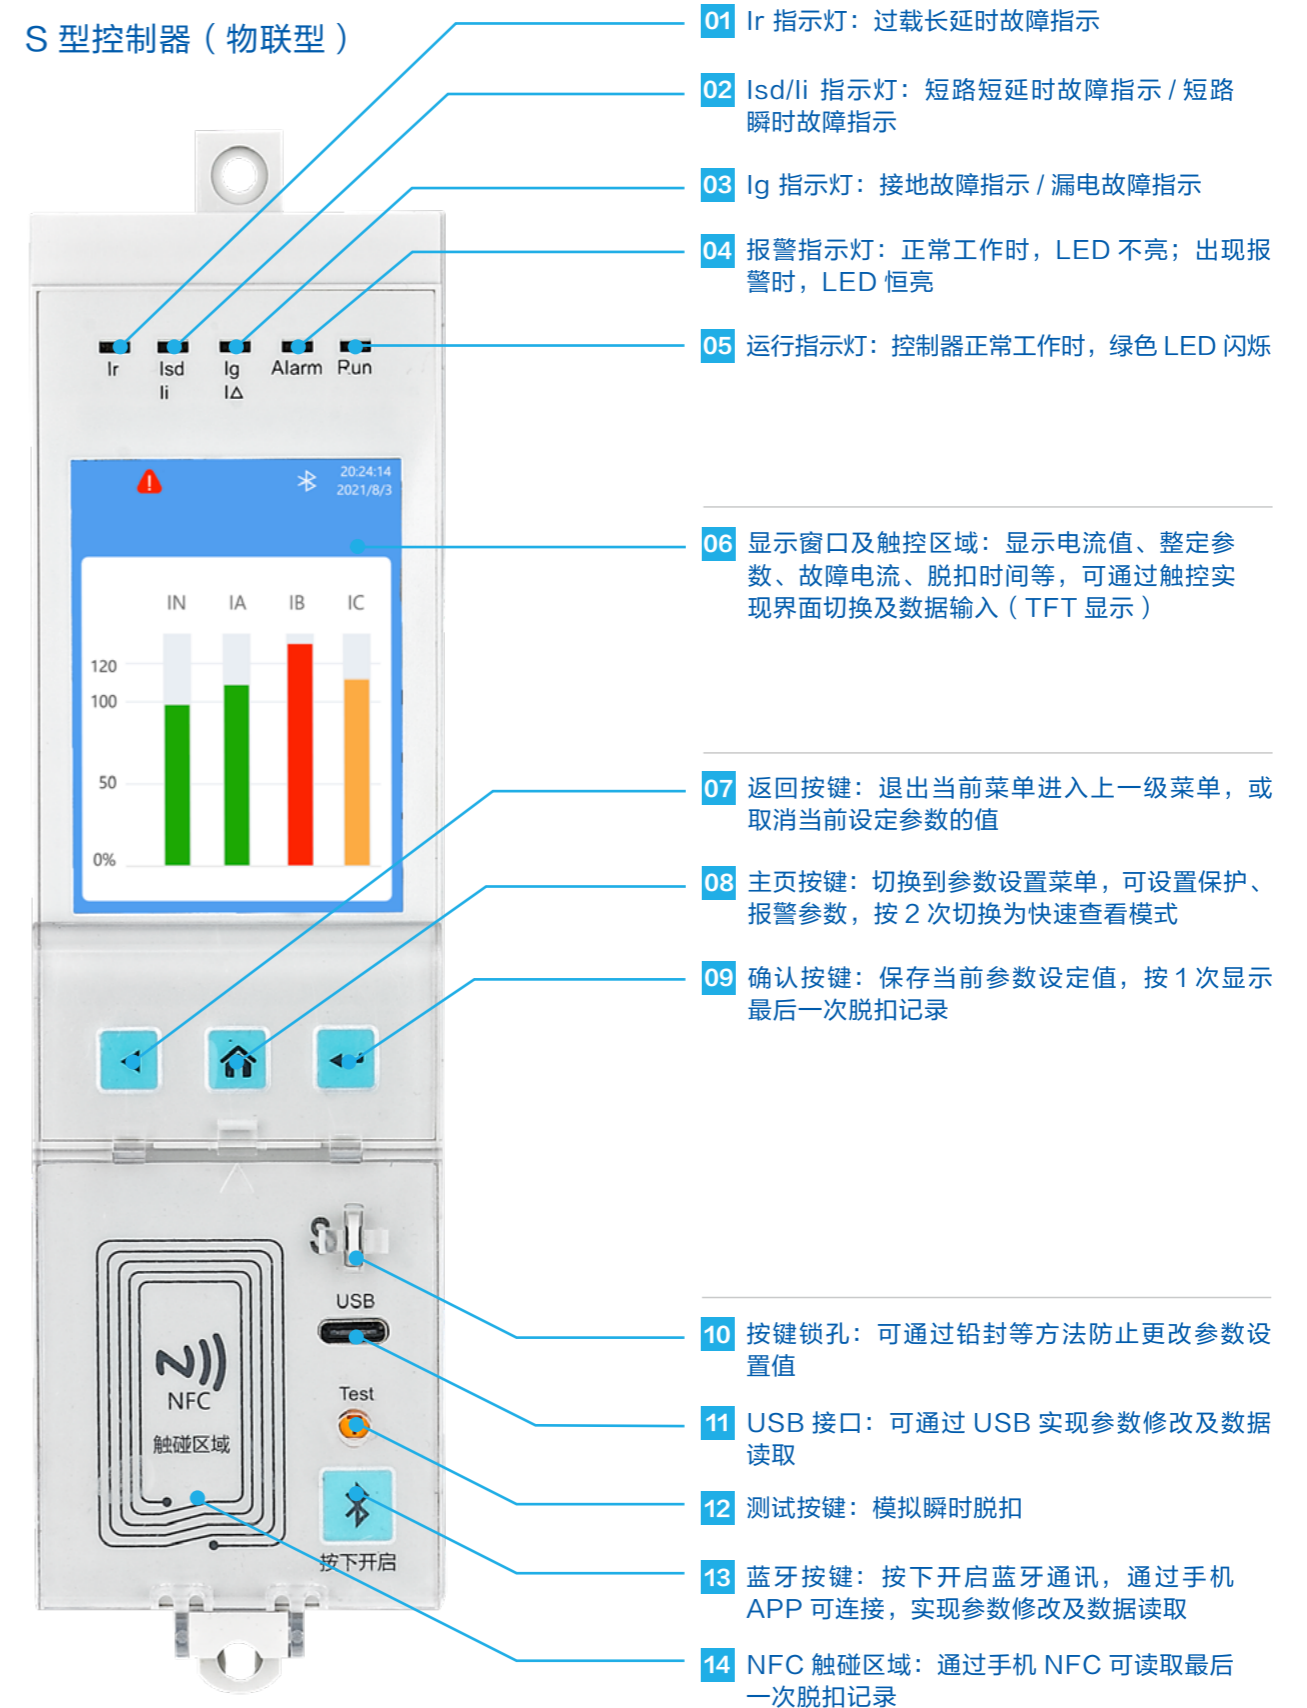 S 型控制器（物联型）
01 Ir 指示灯：过载长延时故障指示
02 Isd/Ii 指示灯：短路短延时故障指示 / 短路
瞬时故障指示
03 Ig 指示灯：接地故障指示 / 漏电故障指示
04 报警指示灯：正常工作时，LED 不亮；出现报
警时，LED 恒亮
05 运行指示灯：控制器正常工作时，绿色 LED 闪烁
Ir Isd Ig Alarm Run
Ii I△
20:24:14
2021/8/3
06 显示窗口及触控区域：显示电流值、整定参
数、故障电流、脱扣时间等，可通过触控实
现界面切换及数据输入（TFT 显示）
IN IA IB IC
120
100
50
0%
07 返回按键：退出当前菜单进入上一级菜单，或
取消当前设定参数的值
08 主页按键：切换到参数设置菜单，可设置保护、
报警参数，按 2 次切换为快速查看模式
09 确认按键：保存当前参数设定值，按 1 次显示
最后一次脱扣记录
S
USB
10 按键锁孔：可通过铅封等方法防止更改参数设
置值
NFC
触碰区域
Test
11 USB 接口：可通过 USB 实现参数修改及数据
读取
12 测试按键：模拟瞬时脱扣
按下开启
13 蓝牙按键：按下开启蓝牙通讯，通过手机
APP 可连接，实现参数修改及数据读取
14 NFC 触碰区域：通过手机 NFC 可读取最后
一次脱扣记录